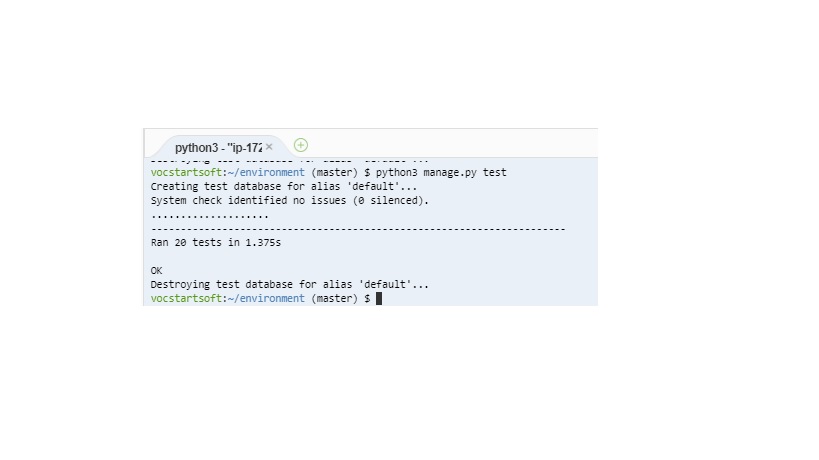 python3 - "ip-172
vocstartsoft:~/environment (master) $ python3 manage.py test
Creating test database for alias 'default'...
System check identified no issues (0 silenced).
....................
----------------------------------------------------------------------
Ran 20 tests in 1.375s
OK
Destroying test database for alias 'default'...
vocstartsoft:~/environment (master) $